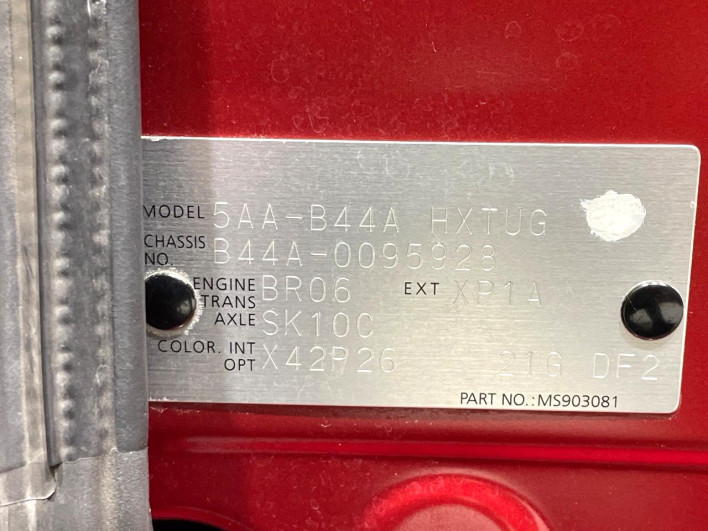 MODEL 5AA-B44A HXTUG
CHASSIS NO. B44A-0095928
ENGINE BR06 EXT XP1A
TRANS AXLE SK10C
COLOR. INT
OPT X42P26 21G DF2
PART NO.: MS903081